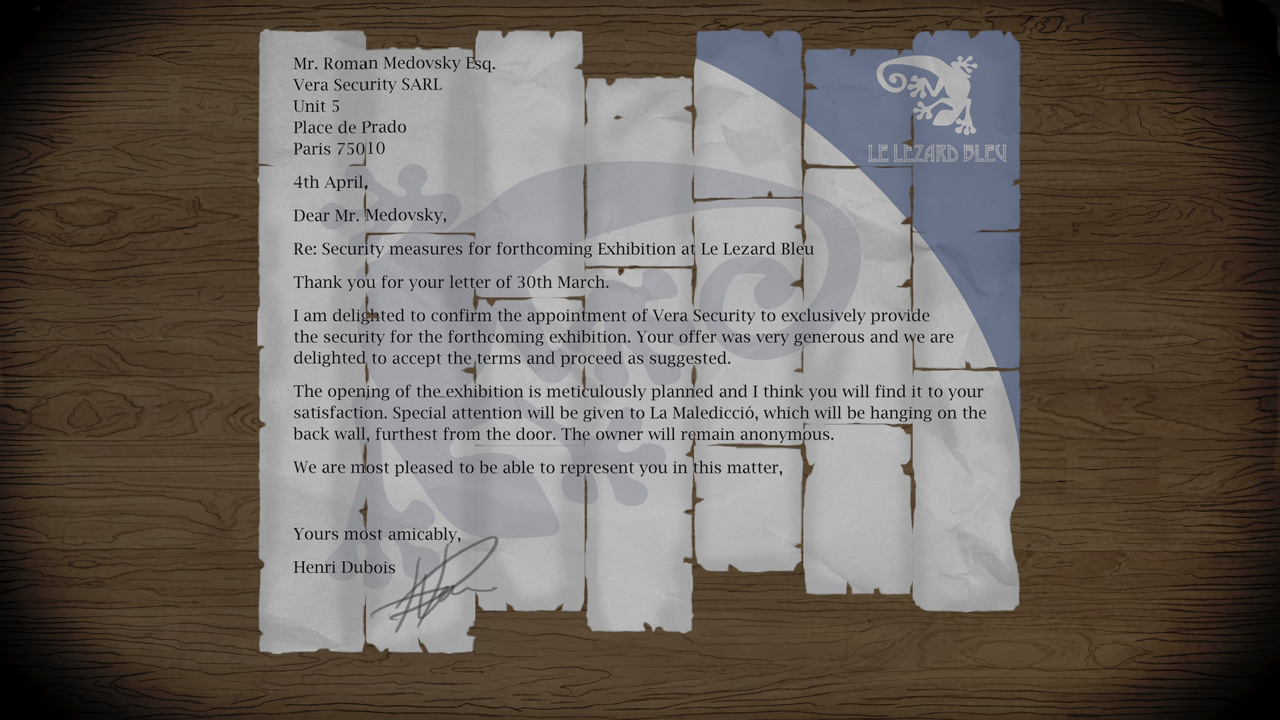 LE LEZARD BLEU
Mr. Roman Medovsky Esq.
Vera Security SARL
Unit 5
Place de Prado
Paris 75010
4th April,
Dear Mr. Medovsky,
Re: Security measures for forthcoming Exhibition at Le Lezard Bleu
Thank you for your letter of 30th March.
I am delighted to confirm the appointment of Vera Security to exclusively provide
the security for the forthcoming exhibition. Your offer was very generous and we are
delighted to accept the terms and proceed as suggested.
The opening of the exhibition is meticulously planned and I think you will find it to your
satisfaction. Special attention will be given to La Maledicció, which will be hanging on the
back wall, furthest from the door. The owner will remain anonymous.
We are most pleased to be able to represent you in this matter,
Yours most amicably,
Henri Dubois